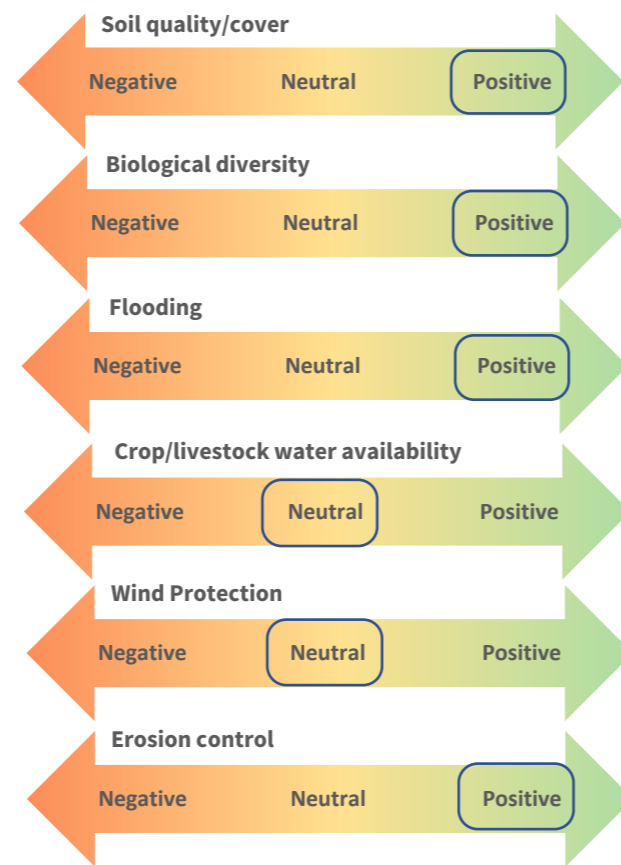 Soil quality/cover
Negative Neutral Positive
Biological diversity
Negative Neutral Positive
Flooding
Negative Neutral Positive
Crop/livestock water availability
Negative Neutral Positive
Wind Protection
Negative Neutral Positive
Erosion control
Negative Neutral Positive